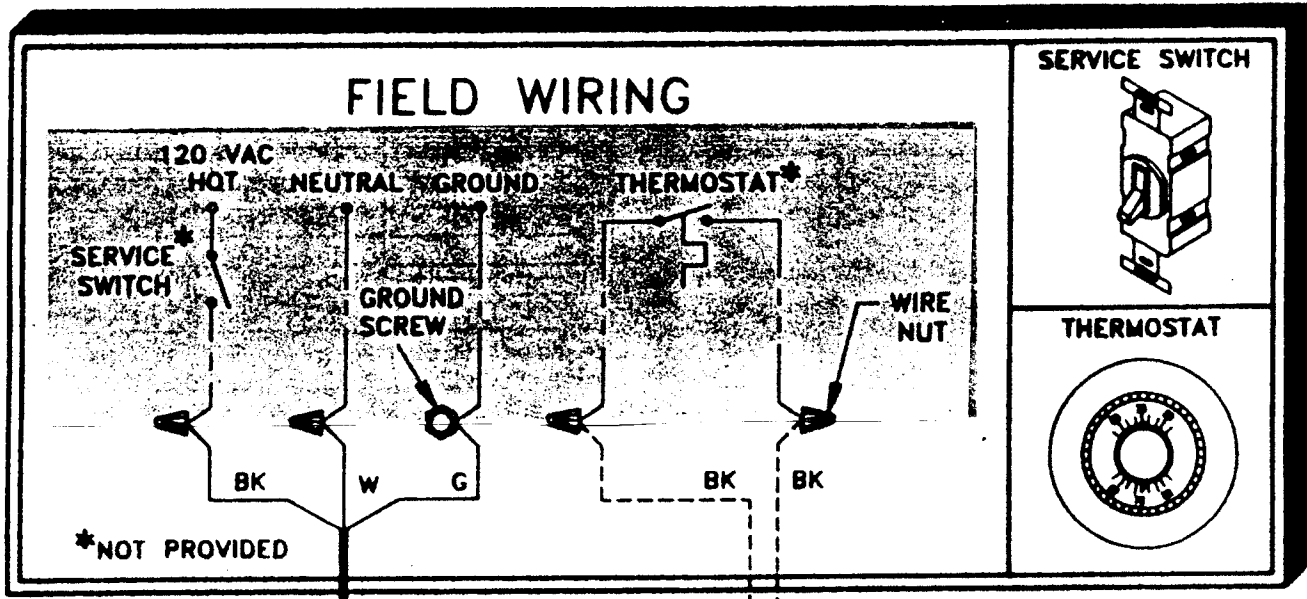 FIELD WIRING
120 VAC
HOT
NEUTRAL
GROUND
THERMOSTAT*
SERVICE*
SWITCH
GROUND
SCREW
WIRE
NUT
BK
W
G
BK
BK
*NOT PROVIDED
SERVICE SWITCH
THERMOSTAT